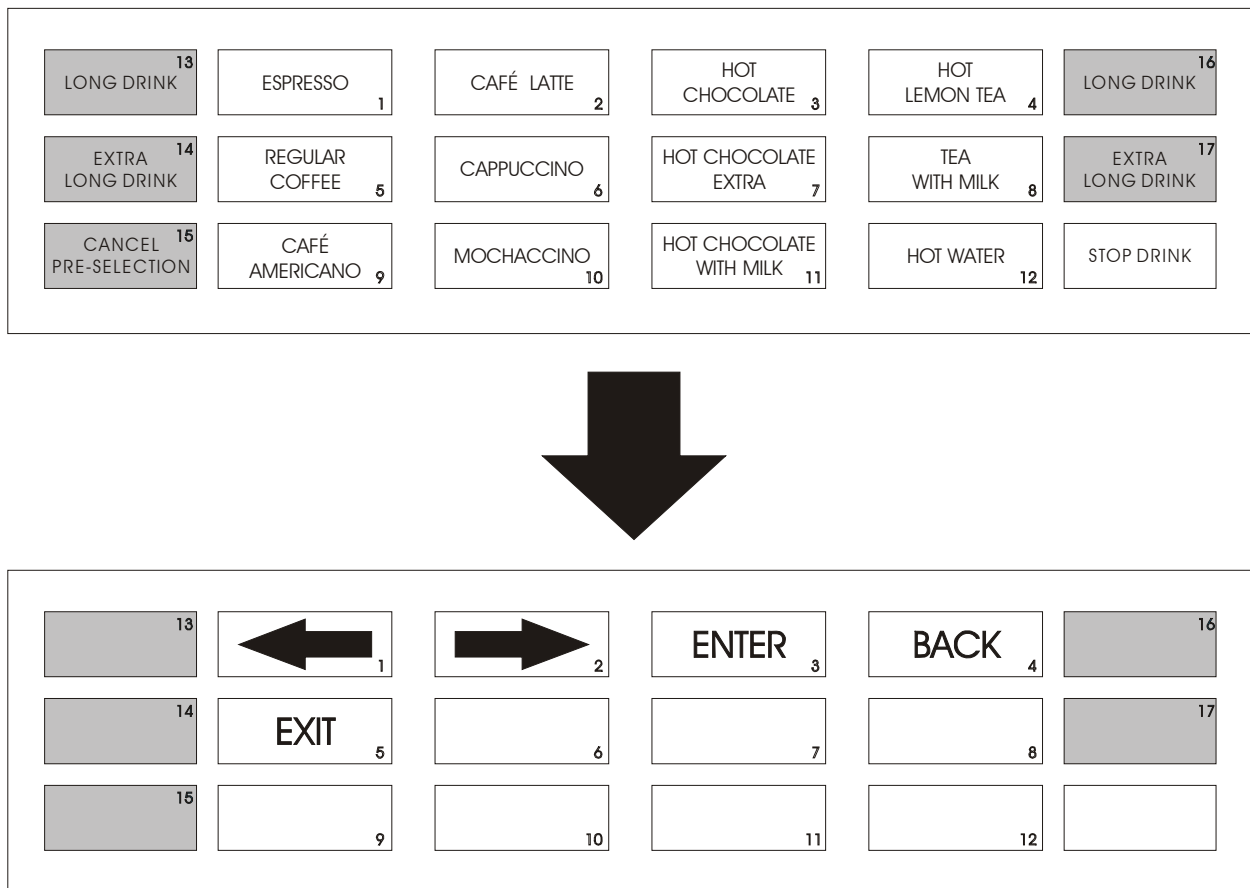 13
LONG DRINK
ESPRESSO
1
CAFÉ LATTE
2
HOT
CHOCOLATE 3
HOT
LEMON TEA 4
16
LONG DRINK
14
EXTRA
LONG DRINK
REGULAR
COFFEE 5
CAPPUCCINO
6
HOT CHOCOLATE
EXTRA 7
TEA
WITH MILK 8
17
EXTRA
LONG DRINK
15
CANCEL
PRE-SELECTION
CAFÉ
AMERICANO 9
MOCHACCINO
10
HOT CHOCOLATE
WITH MILK 11
HOT WATER
12
STOP DRINK
13
1
2
ENTER 3
BACK 4
16
14
EXIT 5
6
7
8
17
15
9
10
11
12